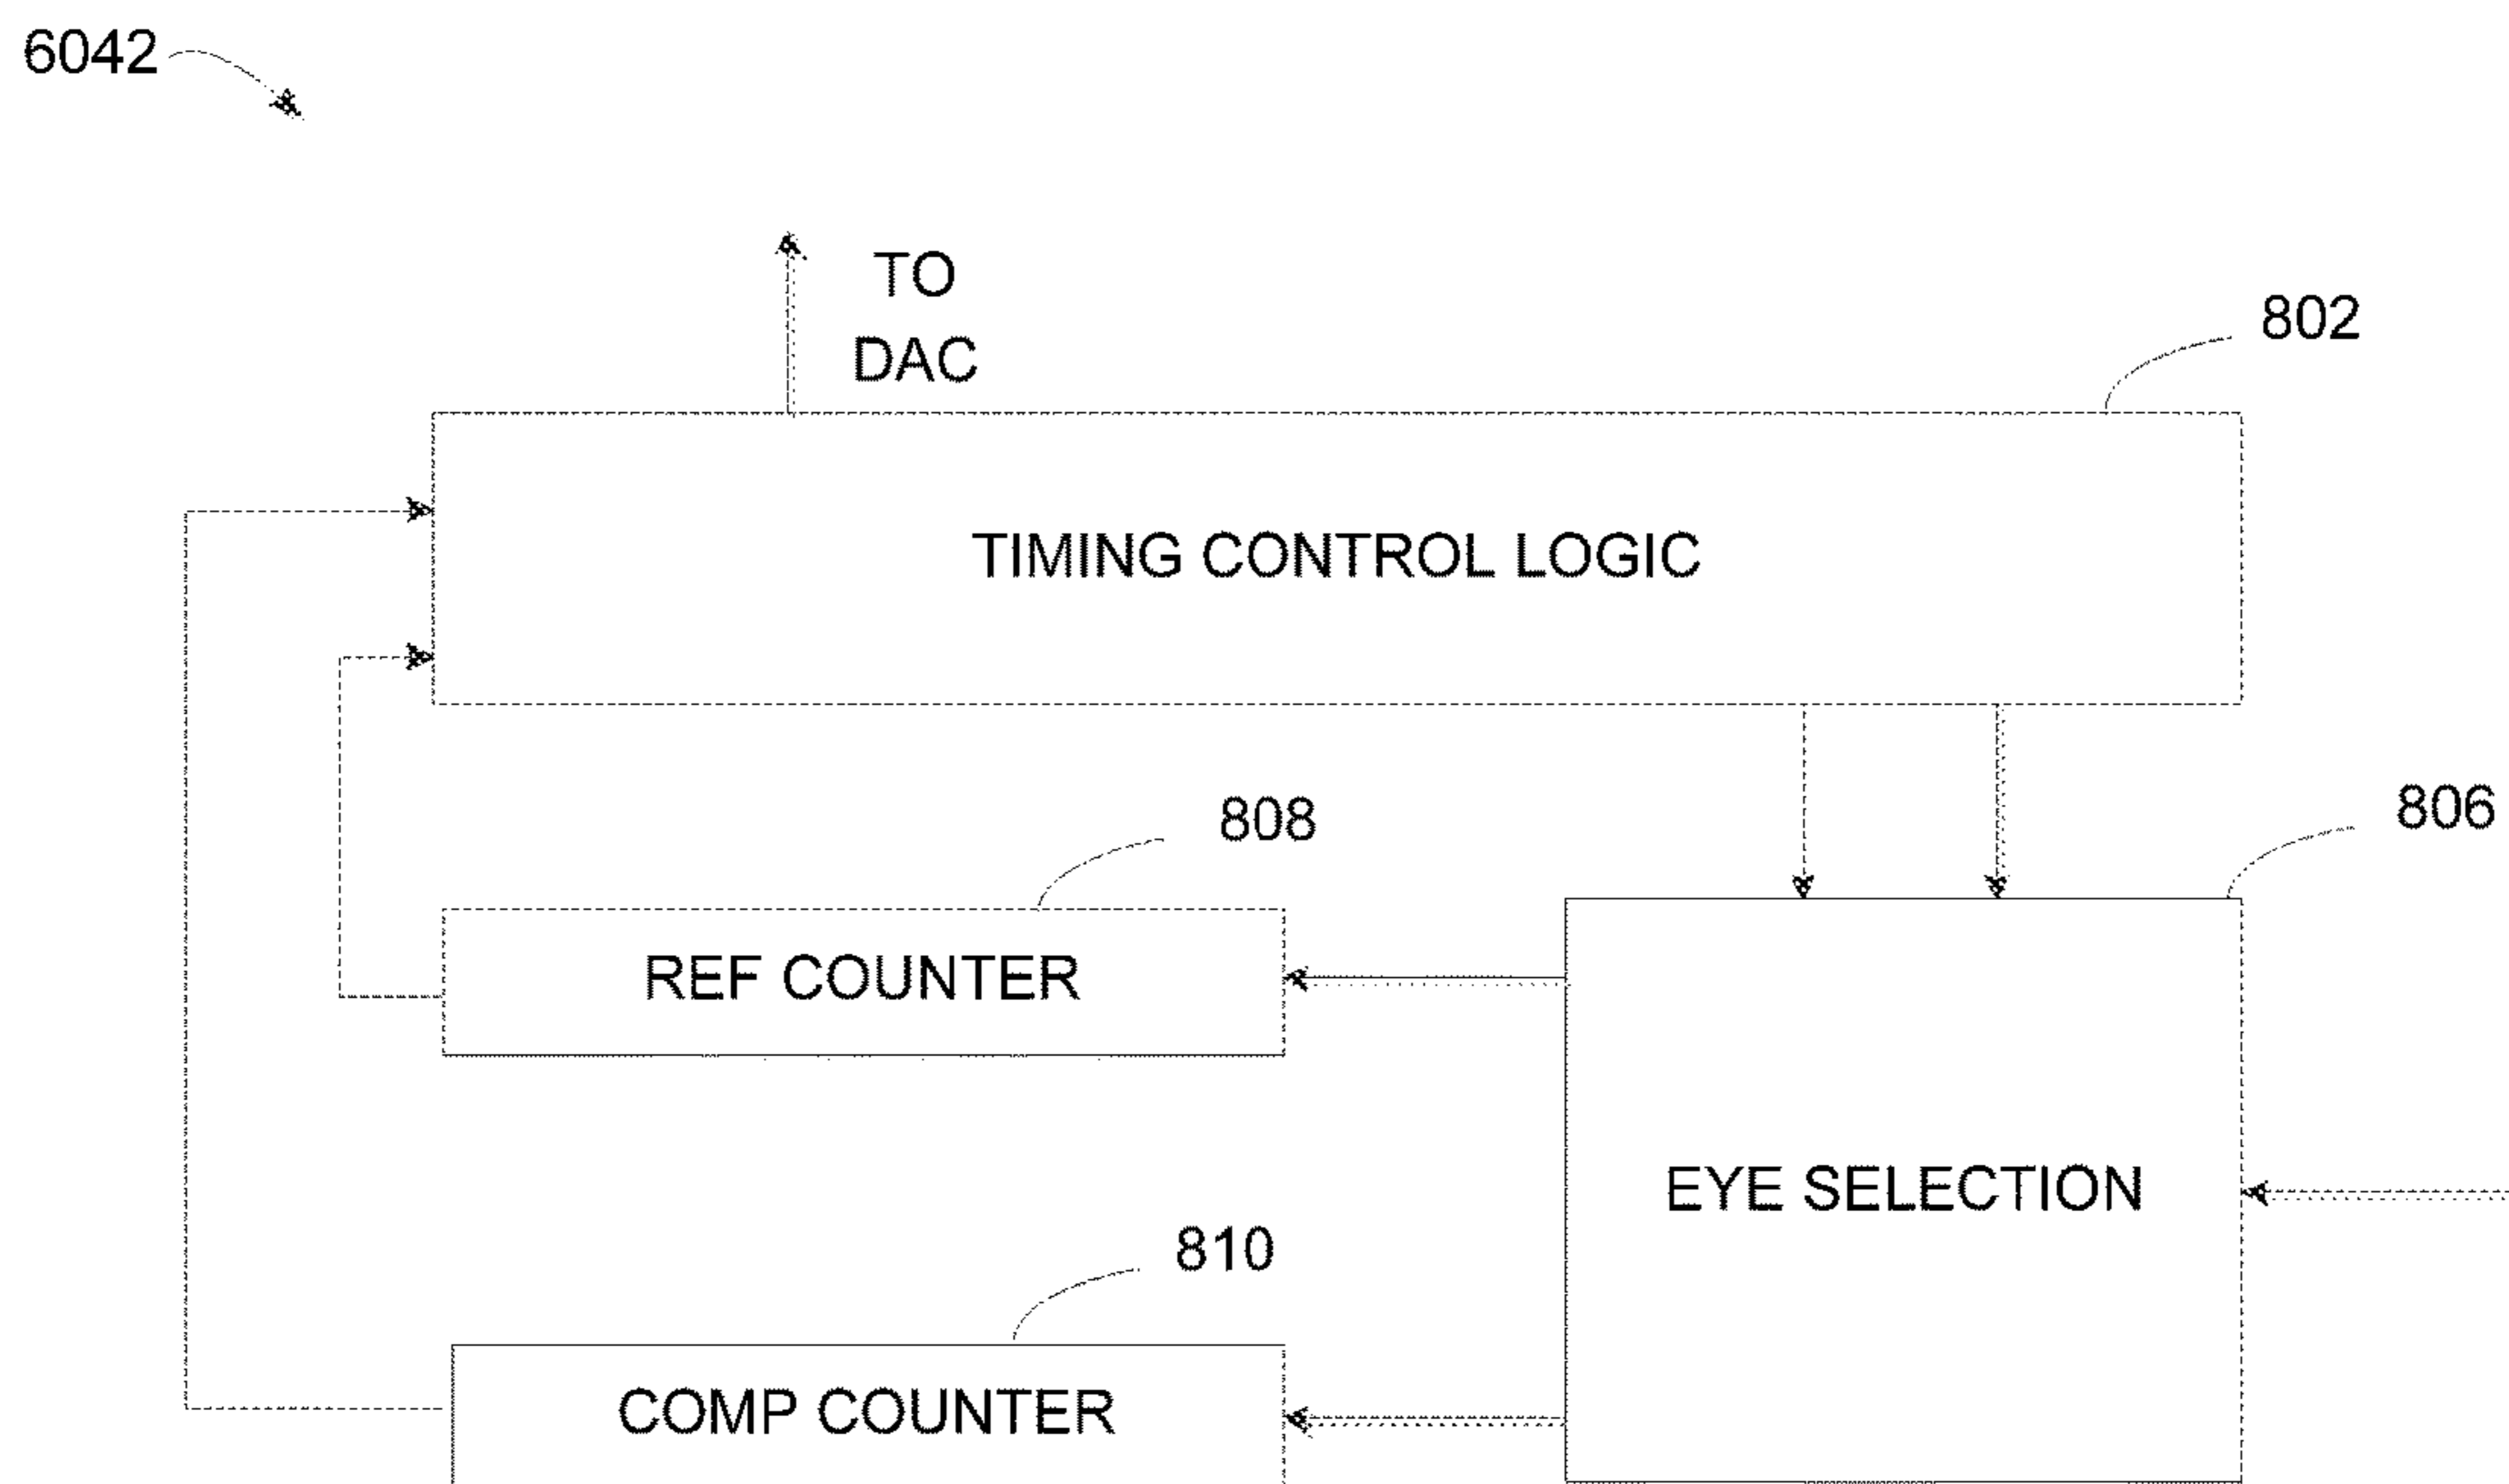 6042
TO
DAC
802
TIMING CONTROL LOGIC
808
806
REF COUNTER
EYE SELECTION
810
COMP COUNTER